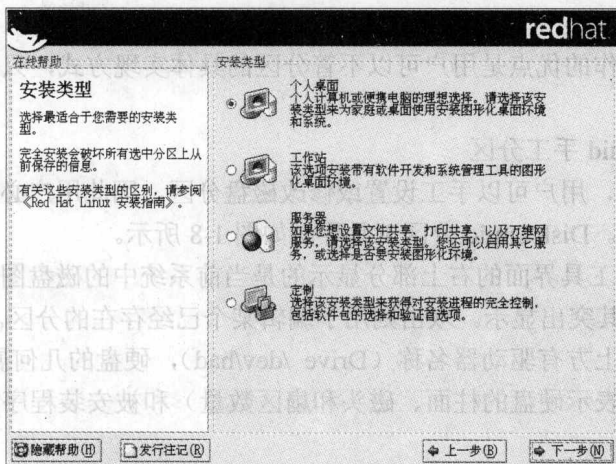 redhat.
在线帮助
安装类型
选择最适合于您需要的安装类
型。
完全安装会破坏所有选中分区上从
前保存的信息。
有关这些安装类型的区别，请参阅
《Red Hat Linux 安装指南》。
安装类型
个人桌面
个人计算机或便携电脑的理想选择，请选择该安
装类型来为家庭或桌面使用安装图形化桌面环境
和系统。
工作站
该选项安装带有软件开发和系统管理工具的图形
化桌面环境。
服务器
如果您想设置文件共享、打印共享、以及万维网
服务，请选择该安装类型。您还可以启用其它服
务，或选择是否要安装图形化环境。
定制
选择该安装类型来获得对安装进程的完全控制，
包括软件包的选择和验证首选项。
隐藏帮助(H)
发行注记(R)
上一步(B)
下一步(N)